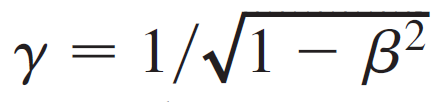 γ = 1/√1 − β²